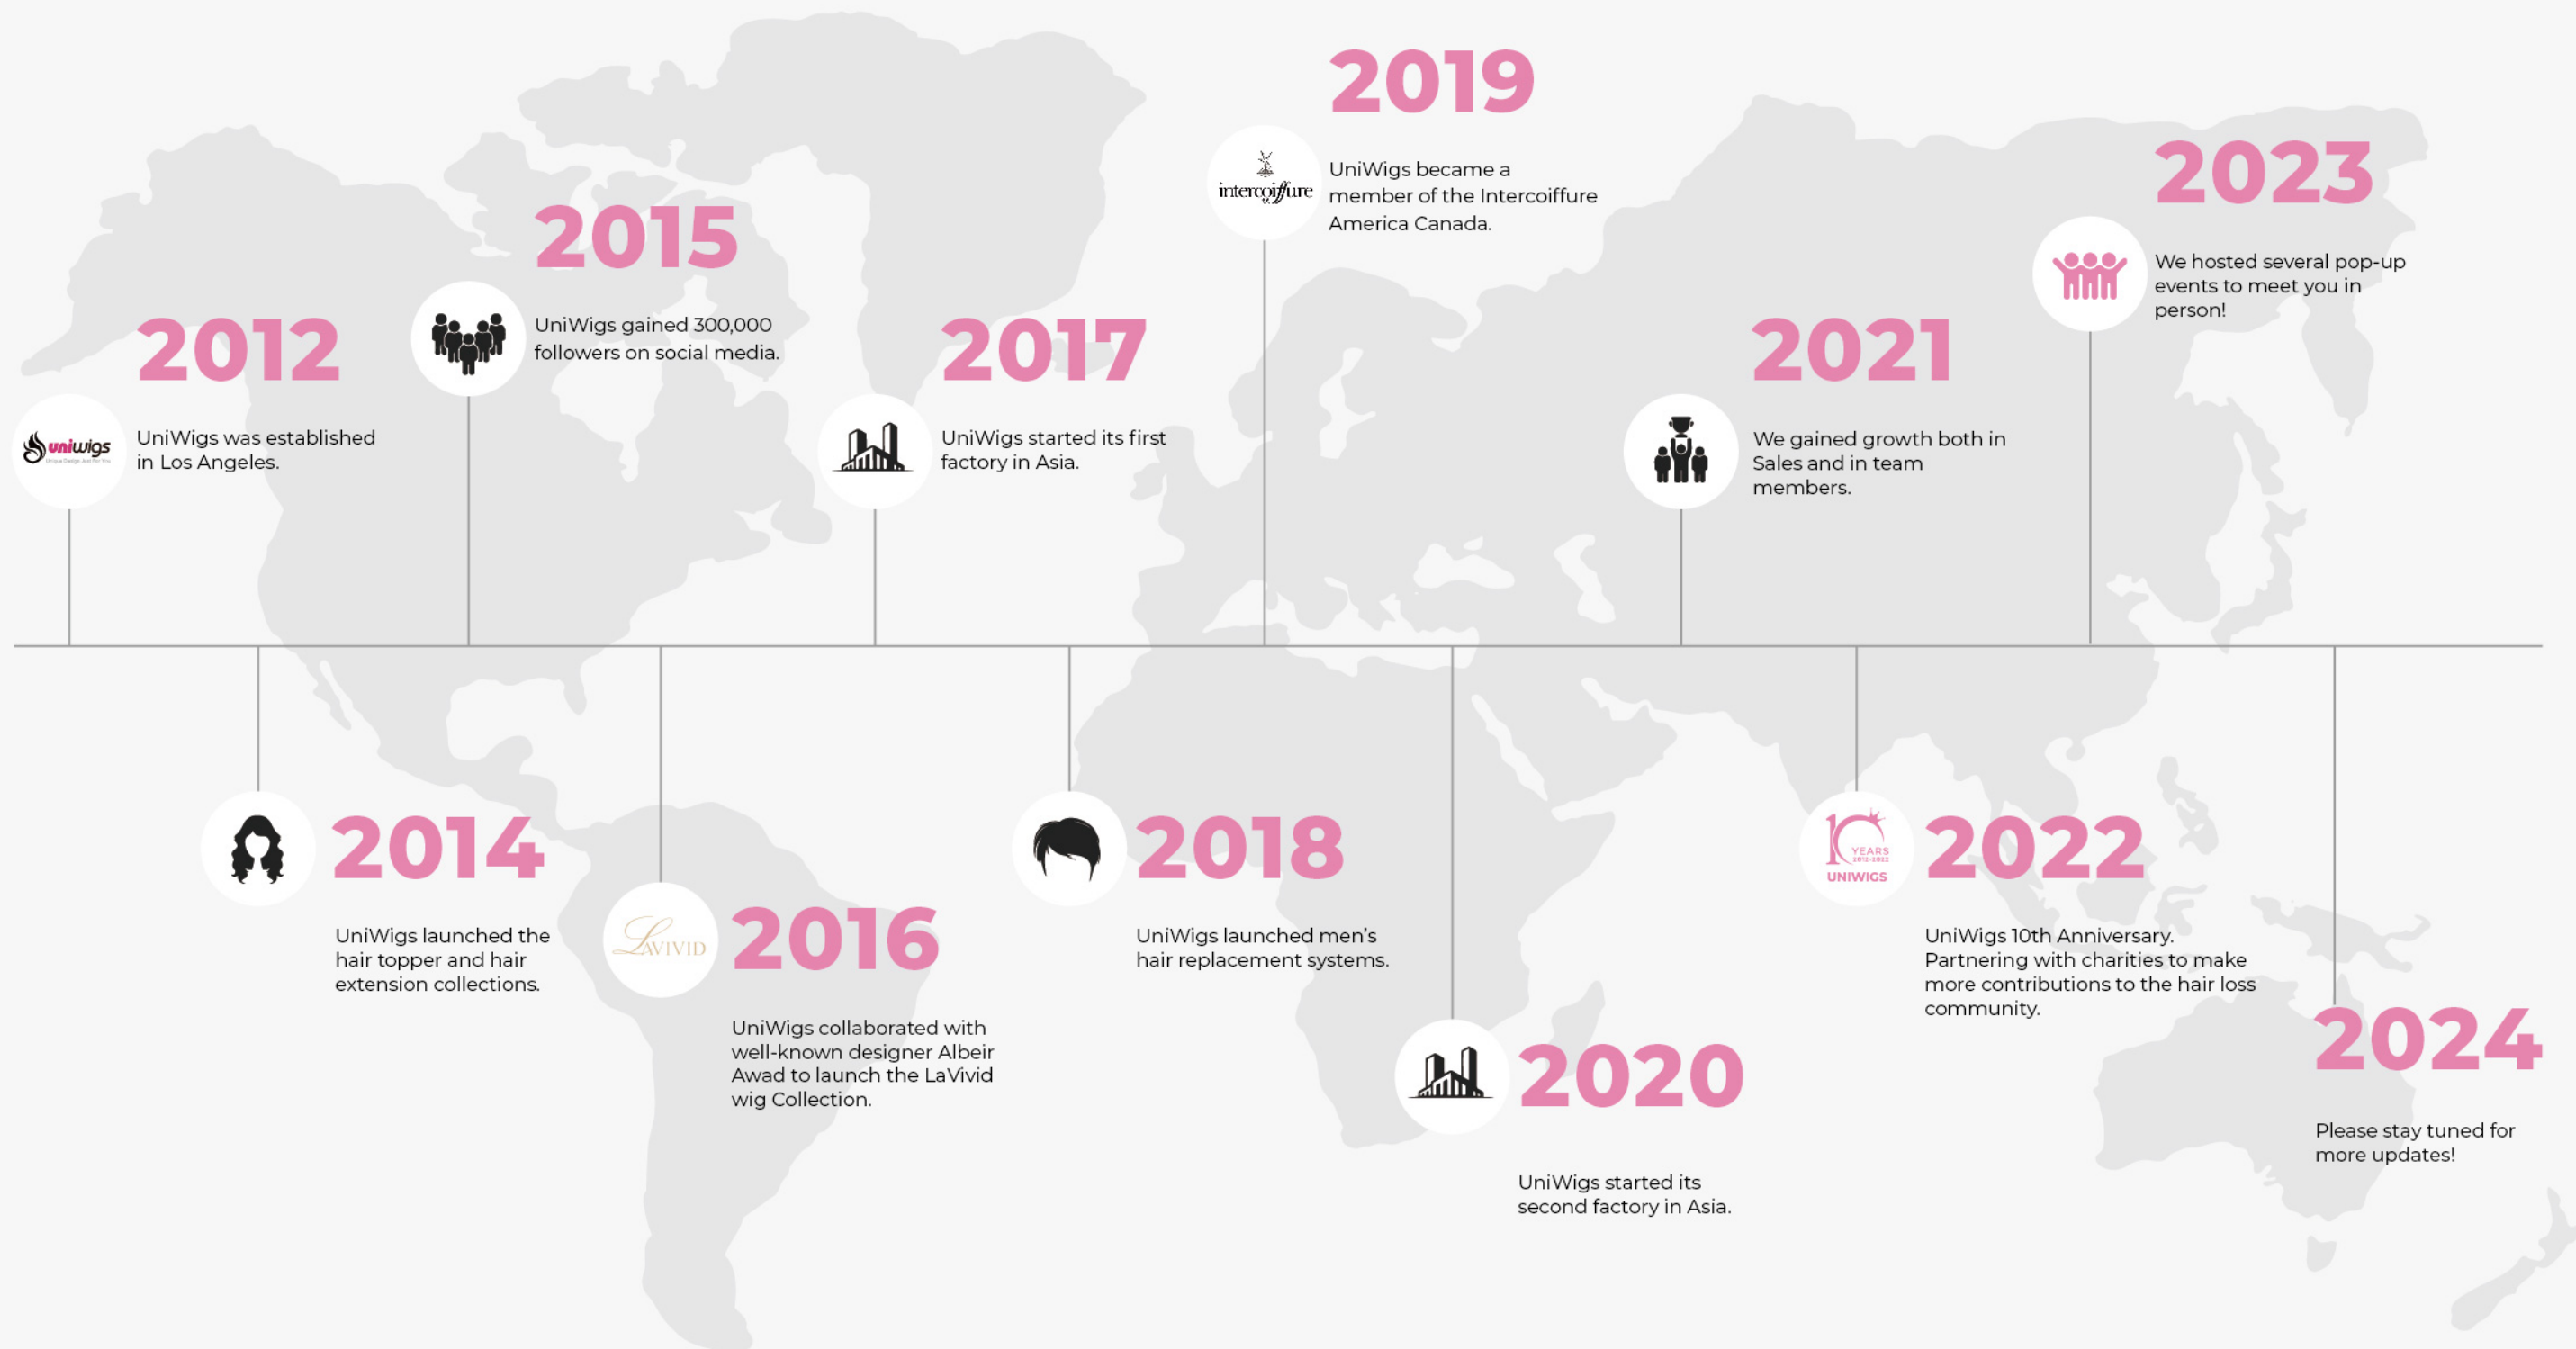 2012
uniwigs
UniWigs was established
in Los Angeles.
2014
UniWigs launched the
hair topper and hair
extension collections.
2015
UniWigs gained 300,000
followers on social media.
LAVIVID
2016
UniWigs collaborated with
well-known designer Albeir
Awad to launch the LaVivid
wig Collection.
2017
UniWigs started its first
factory in Asia.
2018
UniWigs launched men's
hair replacement systems.
2019
intercoiffure
UniWigs became a
member of the Intercoiffure
America Canada.
2020
UniWigs started its
second factory in Asia.
2021
We gained growth both in
Sales and in team
members.
10
YEARS
2012-2022
UNIWIGS
2022
UniWigs 10th Anniversary.
Partnering with charities to make
more contributions to the hair loss
community.
2023
We hosted several pop-up
events to meet you in
person!
2024
Please stay tuned for
more updates!